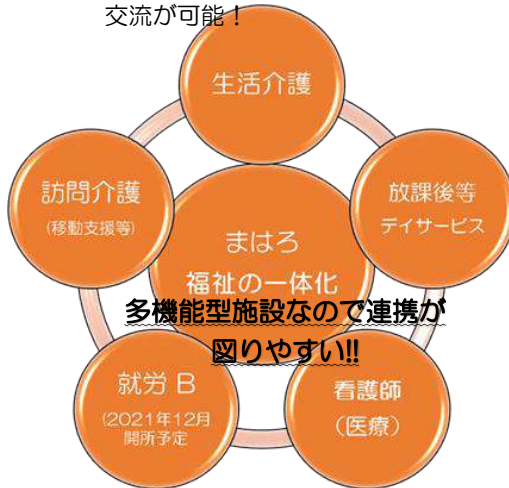 交流が可能！
生活介護
訪問介護
(移動支援等)
放課後等
デイサービス
まはろ
福祉の一体化
多機能型施設なので連携が
図りやすい!!
就労 B
(2021年12月
開所予定
看護師
（医療）